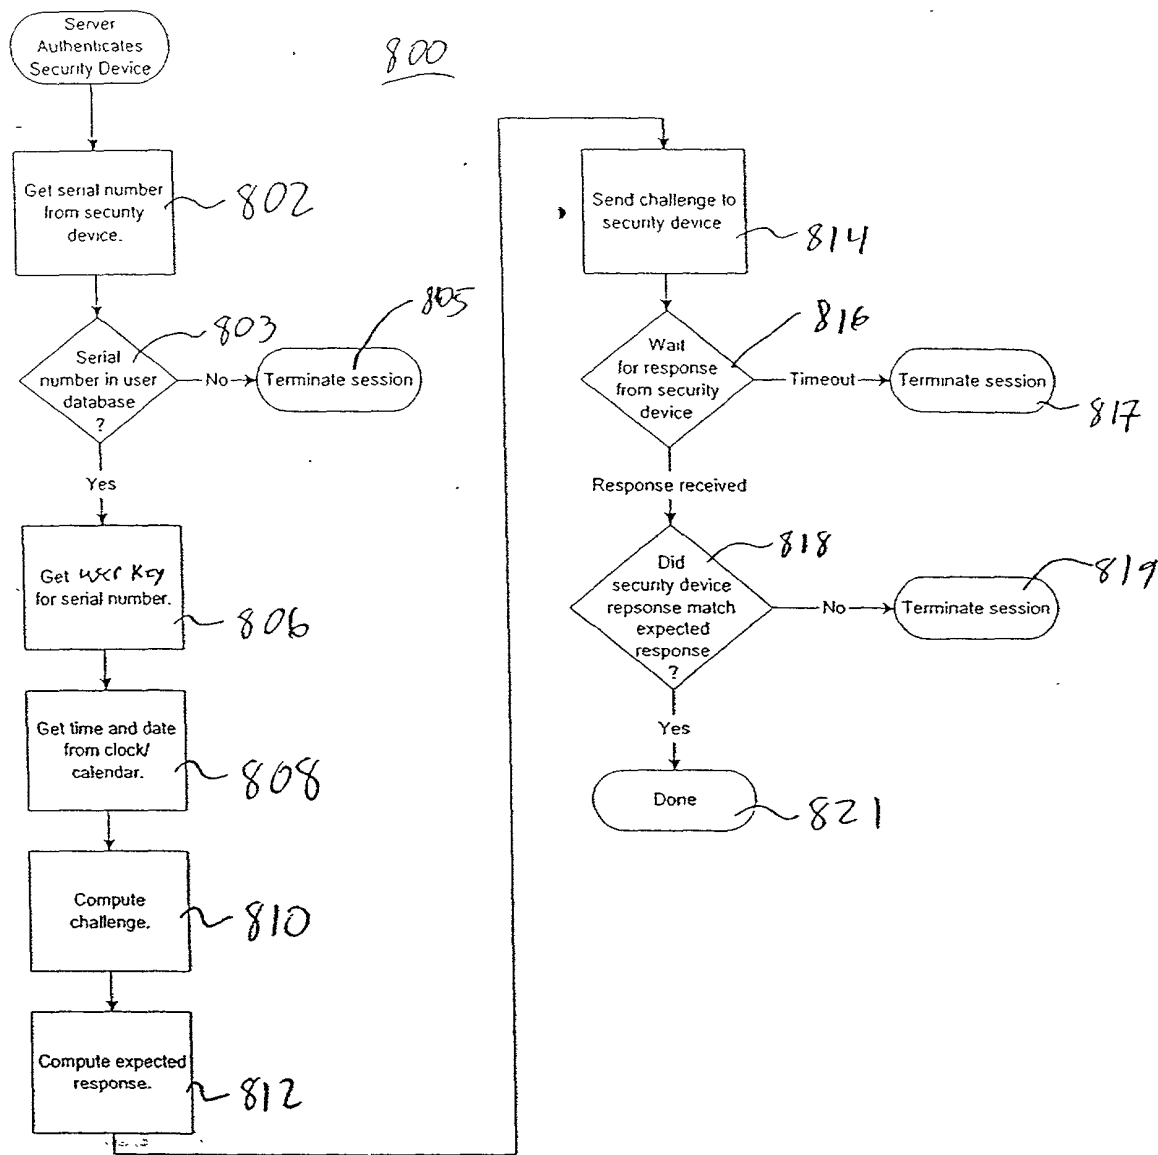 Server
Authenticates
Security Device
800
Get serial number
from security
device.
802
803
Serial
number in user
database
?
No
805
Terminate session
Yes
Get user Key
for serial number.
806
Get time and date
from clock/
calendar.
808
Compute
challenge.
810
Compute expected
response.
812
Send challenge to
security device
814
816
Wait
for response
from security
device
Timeout
Terminate session
817
Response received
818
Did
security device
repsonse match
expected
response
?
No
Terminate session
819
Yes
Done
821